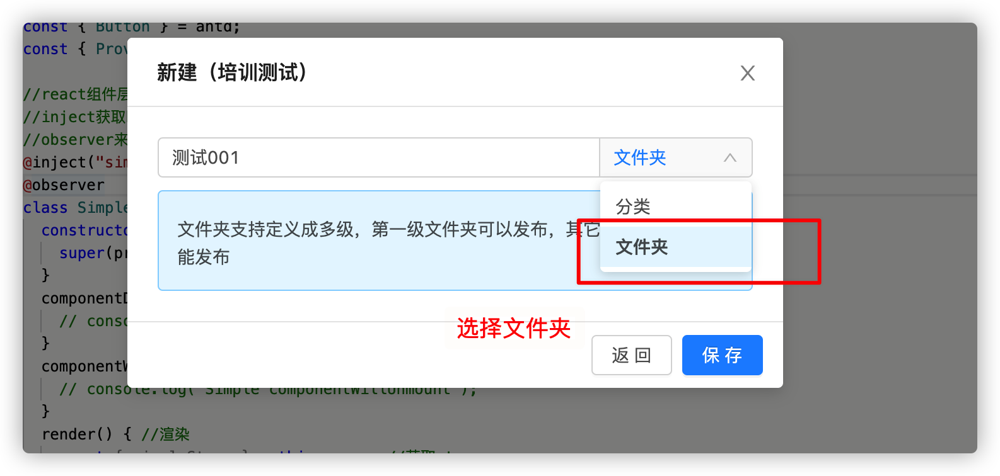 const { Button } = antd;
const { Prov
新建（培训测试）
//react组件层
//inject获取
//observer来
测试001
文件夹
@inject("sim
@observer
分类
class Simple
文件夹支持定义成多级，第一级文件夹可以发布，其它
constructo
文件夹
super(pr
能发布
}
componentD
// conso
选择文件夹
}
返 回
保 存
componentW
// console.log("Simple componentWillUnmount");
}
render() { //渲染